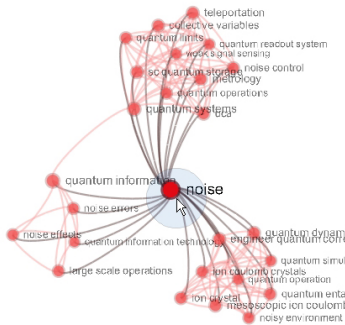 teleportation
collective variables
quantum limits
quantum readout system
weak signal sensing
noise control
quantum storage
metrology
quantum operations
quantum systems
quantum information
noise
noise errors
noise effects
quantum information technology
large scale operations
quantum dynam
engineer quantum corre
quantum simul
ion coulomb crystals
quantum operation
ion crystal
quantum enta
mesoscopic ion coulomb
noisy environment